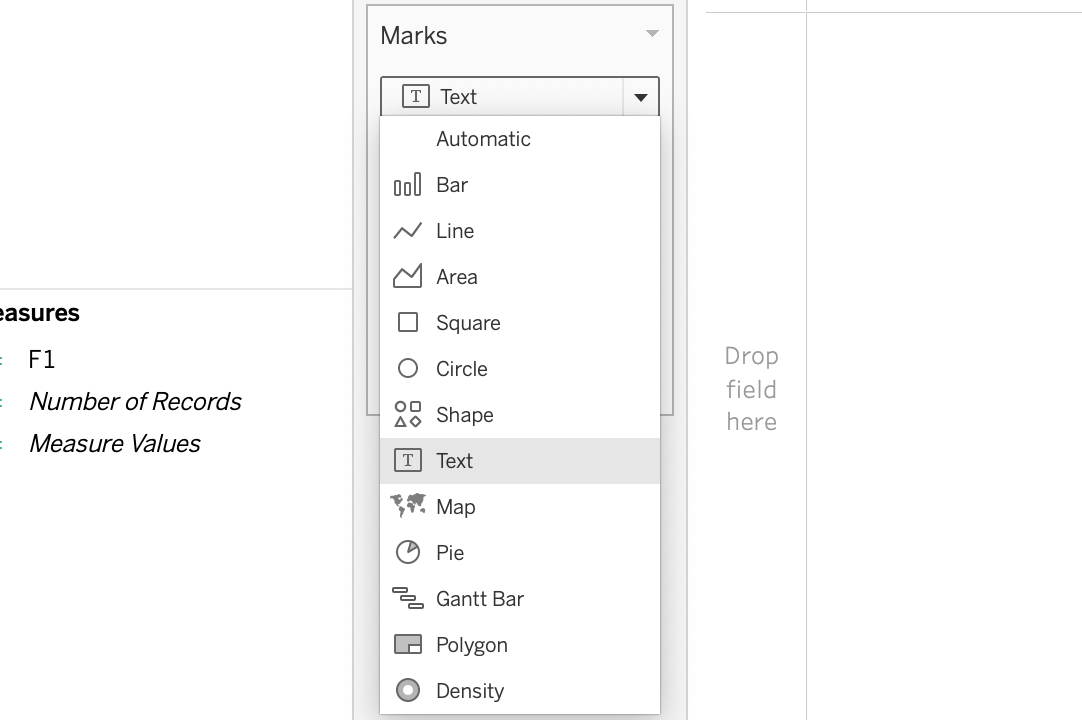 Marks
T Text
Automatic
Bar
Line
Area
Square
Circle
Shape
T Text
Map
Pie
Gantt Bar
Polygon
Density
easures
F1
Number of Records
Measure Values
Drop
field
here